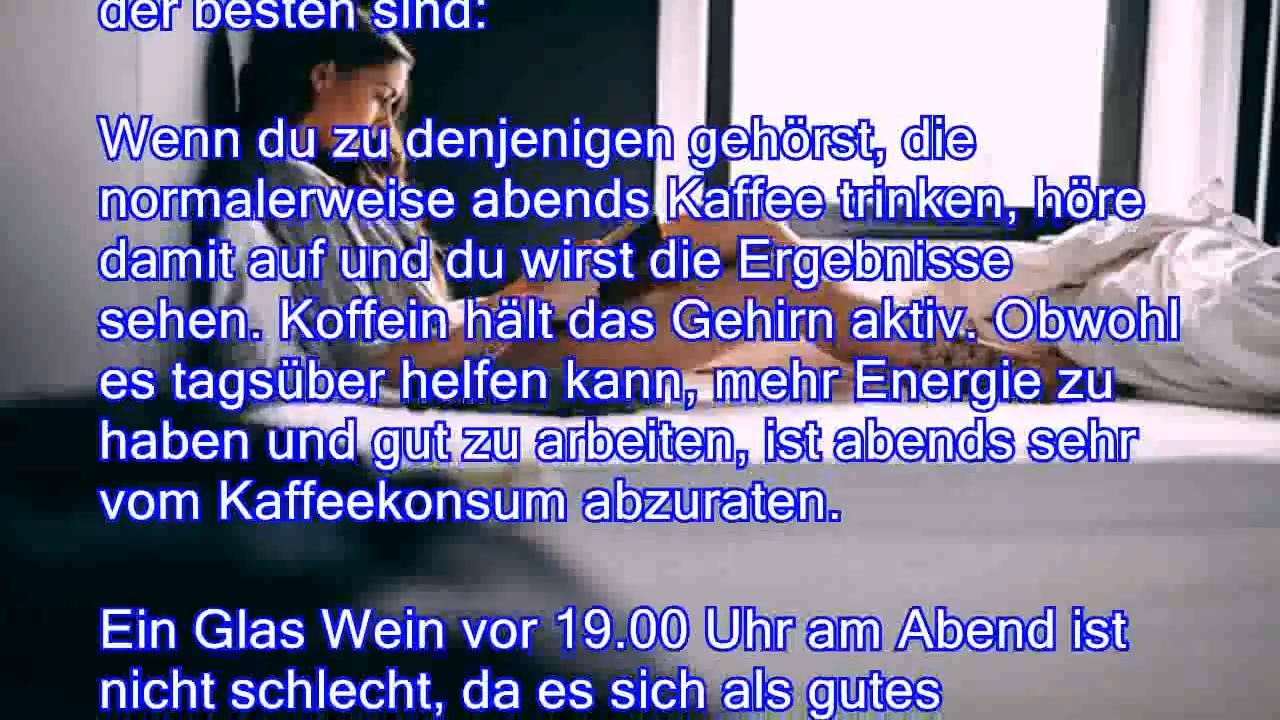 der besten sind:
Wenn du zu denjenigen gehörst, die
normalerweise abends Kaffee trinken, höre
damit auf und du wirst die Ergebnisse
sehen. Koffein hält das Gehirn aktiv. Obwohl
es tagsüber helfen kann, mehr Energie zu
haben und gut zu arbeiten, ist abends sehr
vom Kaffeekonsum abzuraten.
Ein Glas Wein vor 19.00 Uhr am Abend ist
nicht schlecht, da es sich als gutes